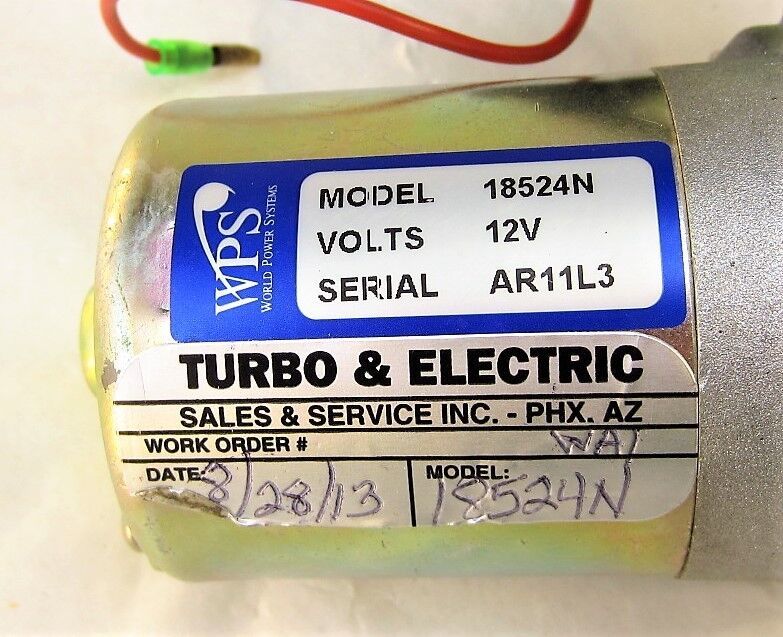 WPS
WORLD POWER SYSTEMS
MODEL 18524N
VOLTS 12V
SERIAL AR11L3
TURBO & ELECTRIC
SALES & SERVICE INC. - PHX. AZ
WORK ORDER # WAI
DATE: 8/28/13 MODEL: 18524N